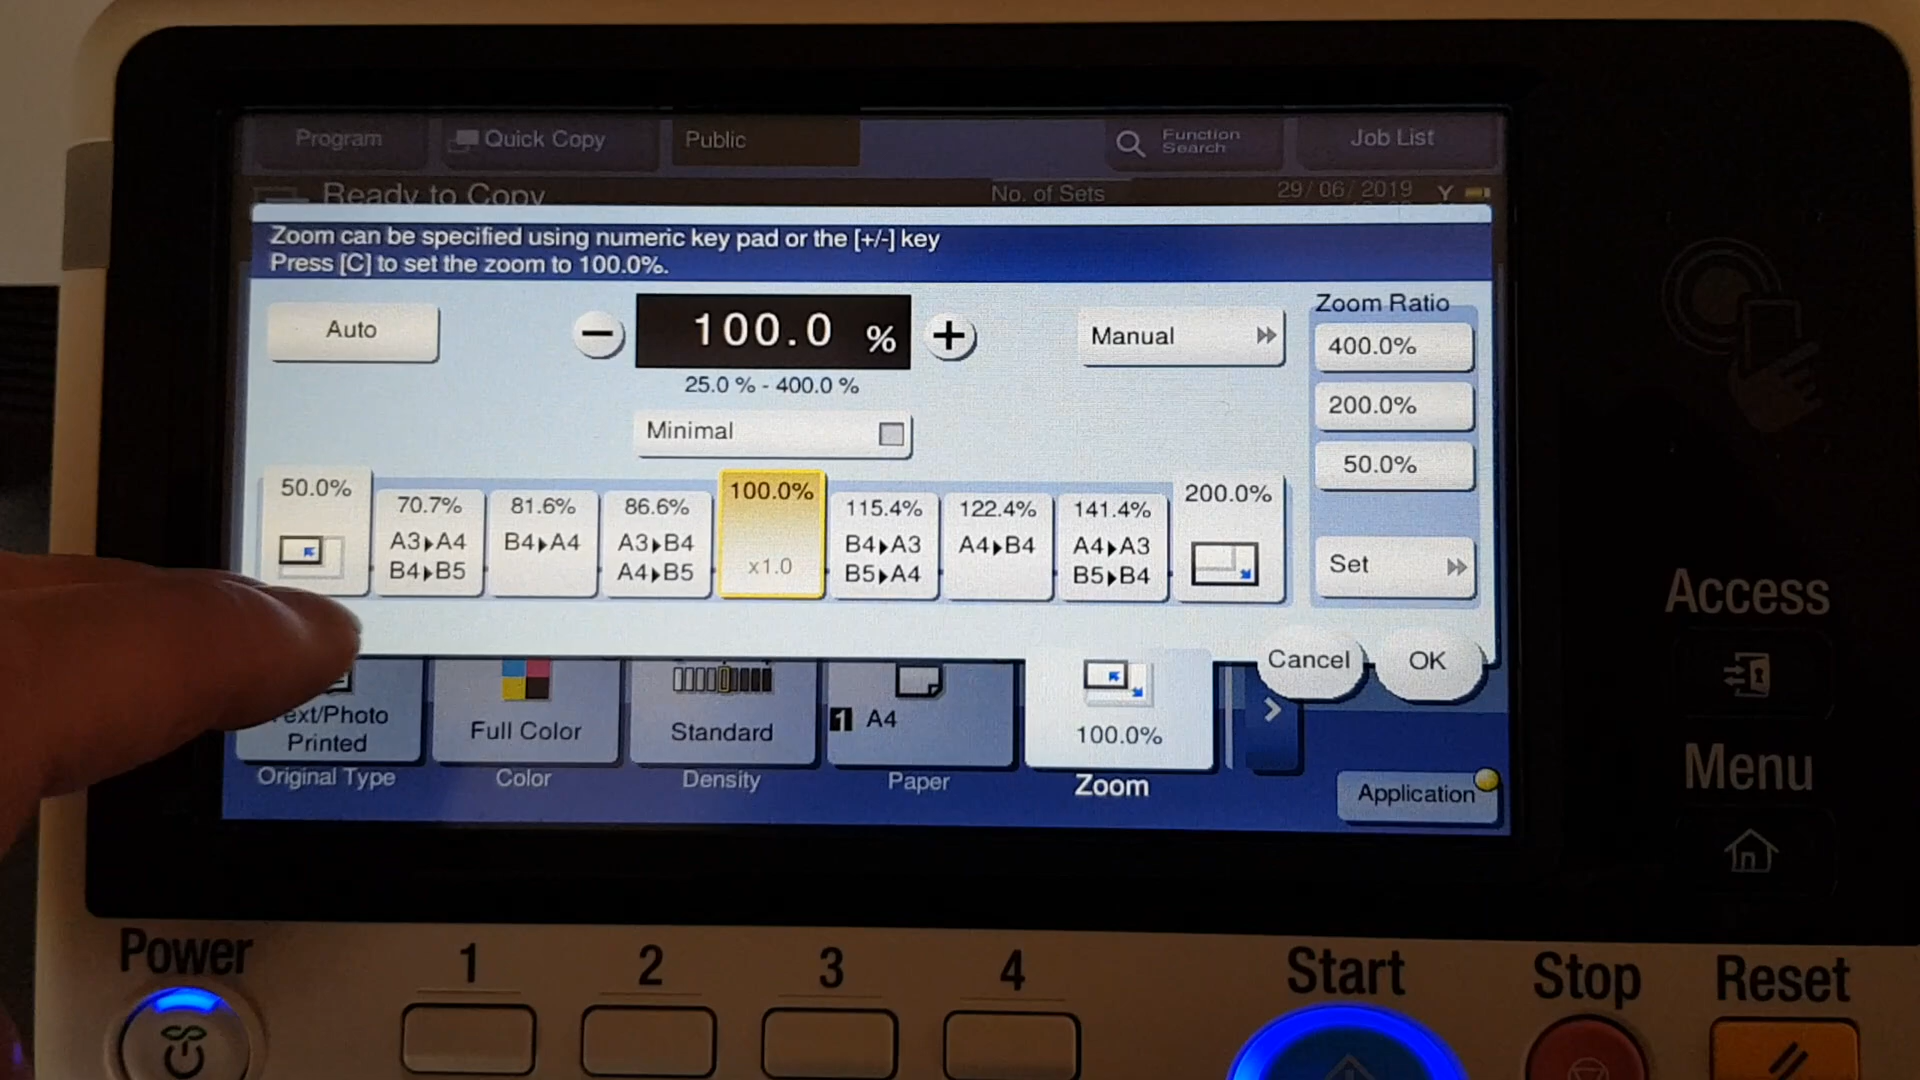 Program
Quick Copy
Public
Function
Search
Job List
Ready to Copy
No. of Sets
29/06/2019
Y
Zoom can be specified using numeric key pad or the [+/-] key
Press [C] to set the zoom to 100.0%.
Auto
−
100.0 %
+
25.0 % - 400.0 %
Minimal
Manual
Zoom Ratio
400.0%
200.0%
50.0%
Set
50.0%
70.7%
A3▸A4
B4▸B5
81.6%
B4▸A4
86.6%
A3▸B4
A4▸B5
100.0%
x1.0
115.4%
B4▸A3
B5▸A4
122.4%
A4▸B4
141.4%
A4▸A3
B5▸B4
200.0%
Cancel
OK
Text/Photo
Printed
Original Type
Full Color
Color
Standard
Density
1 A4
Paper
100.0%
Zoom
Application
Access
Menu
Power
1
2
3
4
Start
Stop
Reset